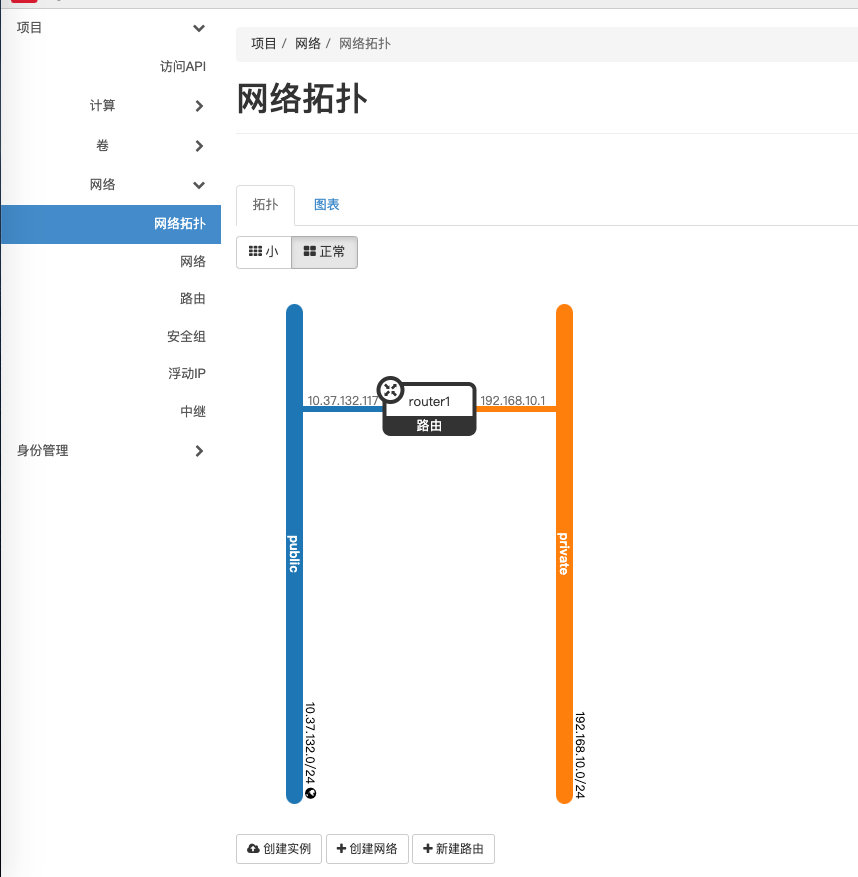 项目
访问API
计算
卷
网络
网络拓扑
网络
路由
安全组
浮动IP
中继
身份管理
项目 / 网络 / 网络拓扑
网络拓扑
拓扑 图表
小 正常
10.37.132.117 router1 192.168.10.1
路由
public
private
10.37.132.0/24
192.168.10.0/24
创建实例 创建网络 新建路由